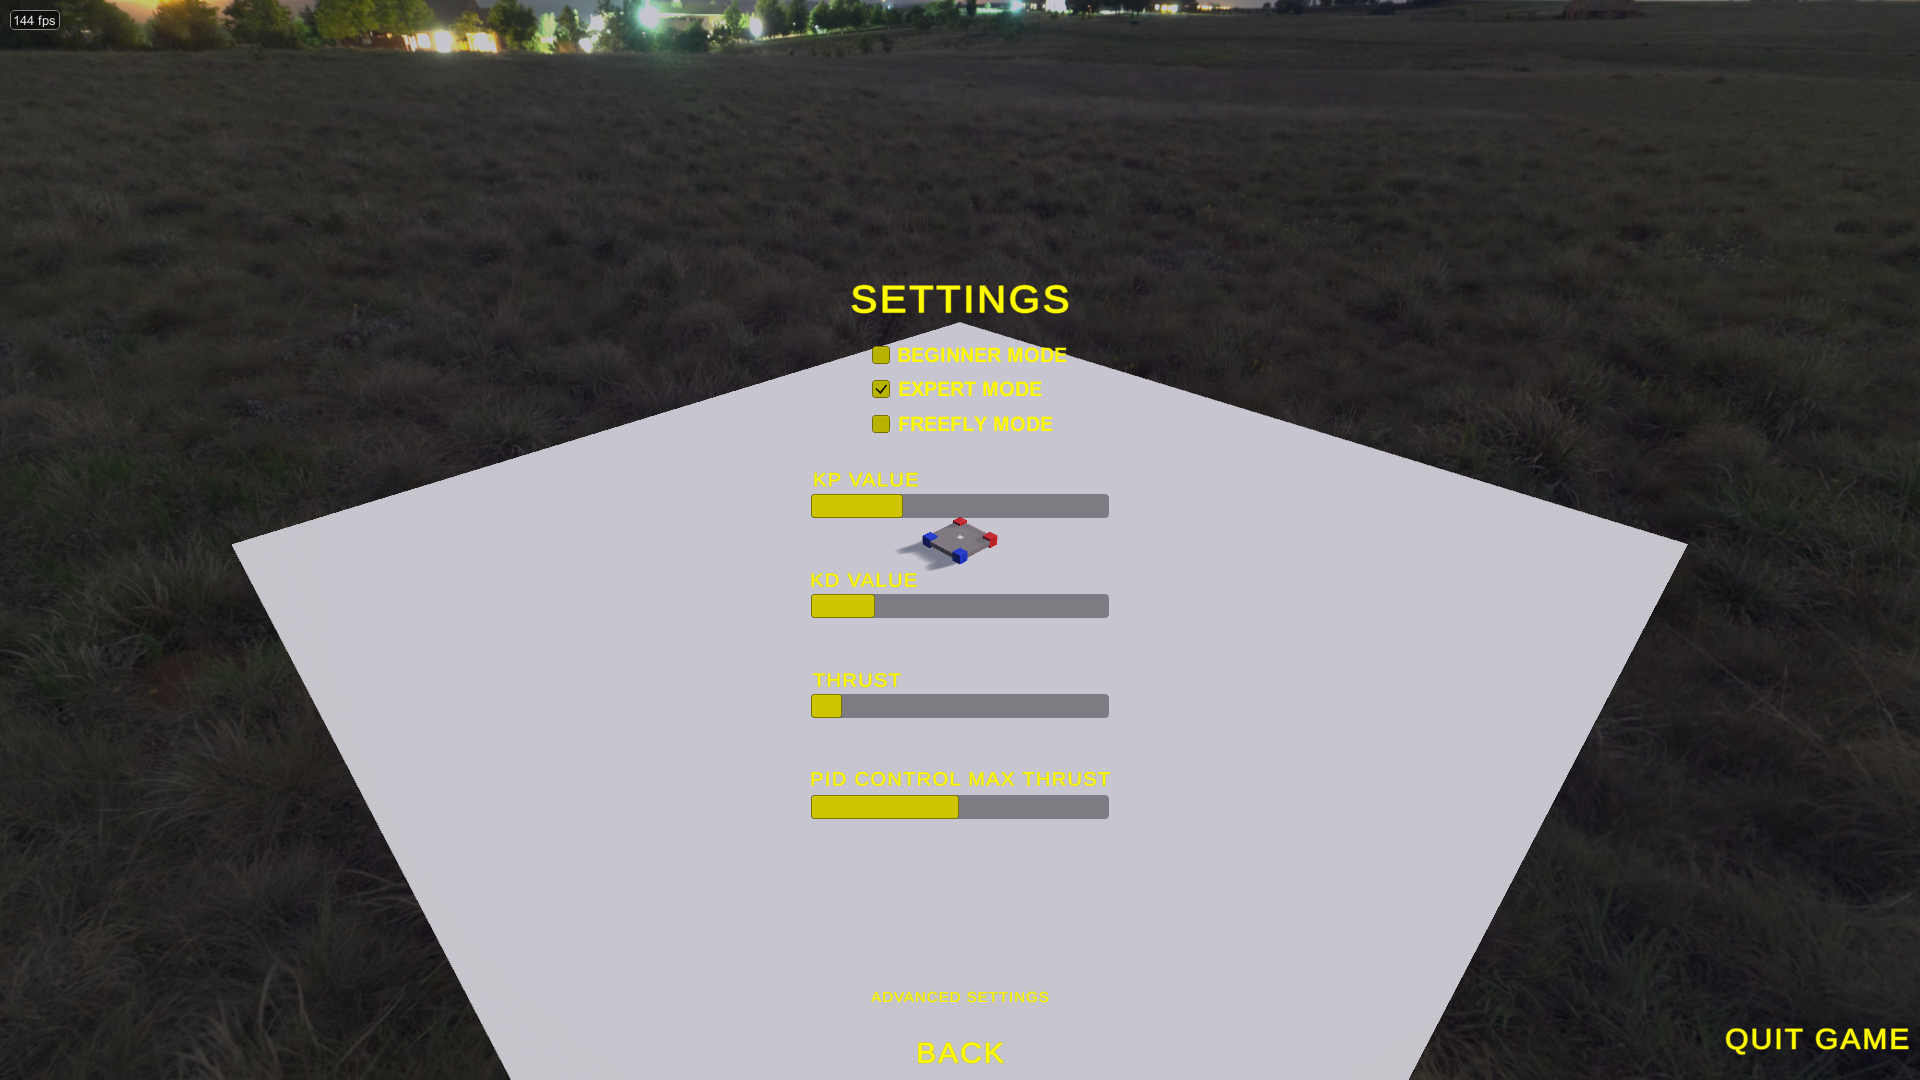 144 fps
SETTINGS
BEGINNER MODE
EXPERT MODE
FREEFLY MODE
KP VALUE
KD VALUE
THRUST
PID CONTROL MAX THRUST
ADVANCED SETTINGS
BACK
QUIT GAME